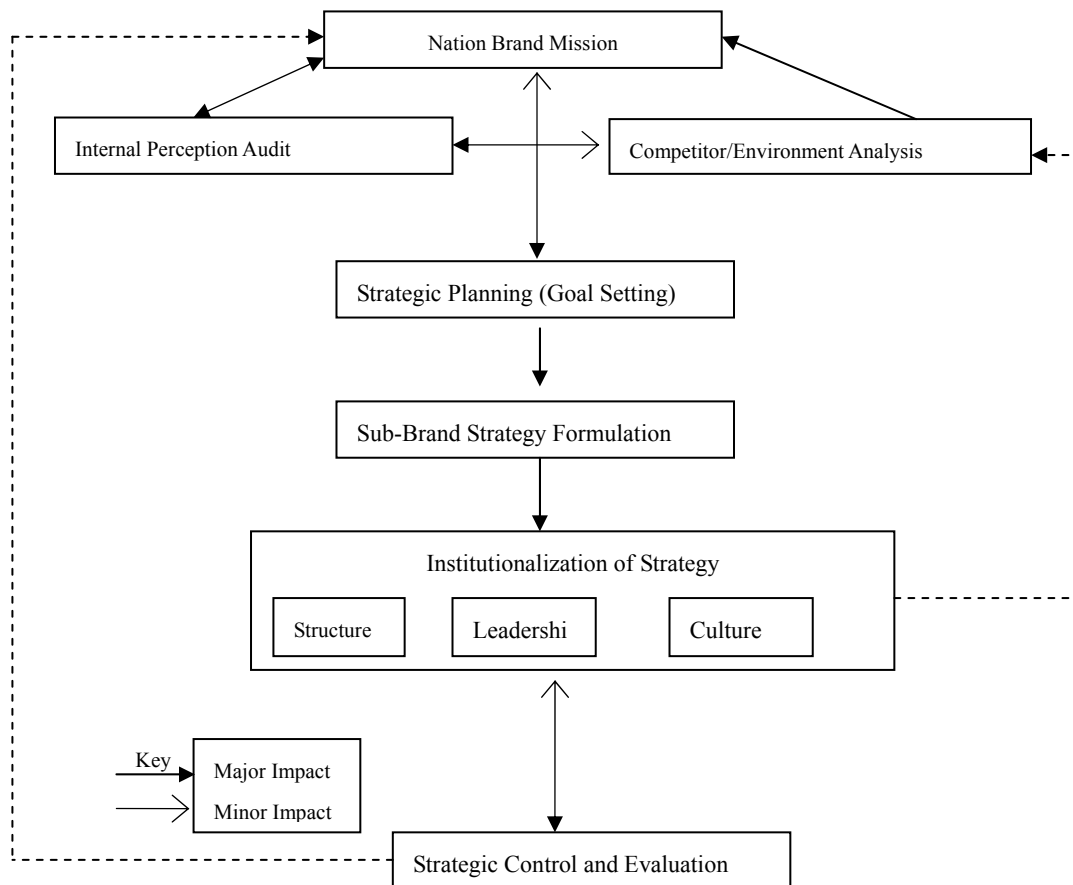 Nation Brand Mission
Internal Perception Audit
Competitor/Environment Analysis
Strategic Planning (Goal Setting)
Sub-Brand Strategy Formulation
Institutionalization of Strategy
Structure
Leadershi
Culture
Key
Major Impact
Minor Impact
Strategic Control and Evaluation